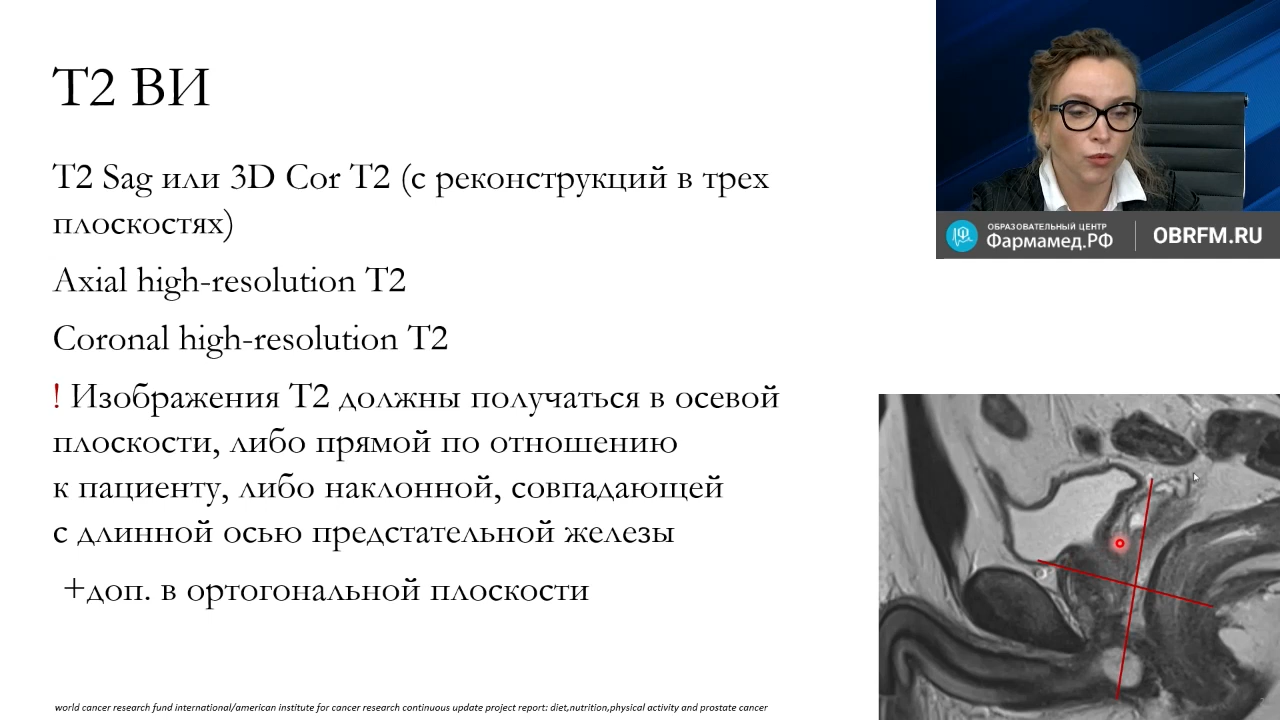 Т2 ВИ
T2 Sag или 3D Cor T2 (с реконструкций в трех
плоскостях)
Axial high-resolution T2
Coronal high-resolution T2
! Изображения Т2 должны получаться в осевой
плоскости, либо прямой по отношению
к пациенту, либо наклонной, совпадающей
с длинной осью предстательной железы
+доп. в ортогональной плоскости
world cancer research fund international/american institute for cancer research continuous update project report: diet,nutrition,physical activity and prostate cancer
ОБРАЗОВАТЕЛЬНЫЙ ЦЕНТР
Фармамед.РФ
OBRFM.RU